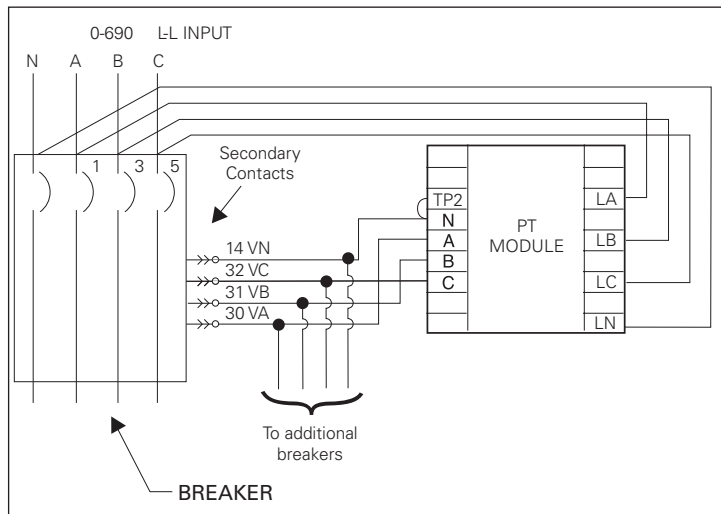 0-690 L-L INPUT
N A B C
1 3 5
Secondary
Contacts
14 VN
32 VC
31 VB
30 VA
TP2
N
A
B
C
PT
MODULE
LA
LB
LC
LN
To additional
breakers
BREAKER